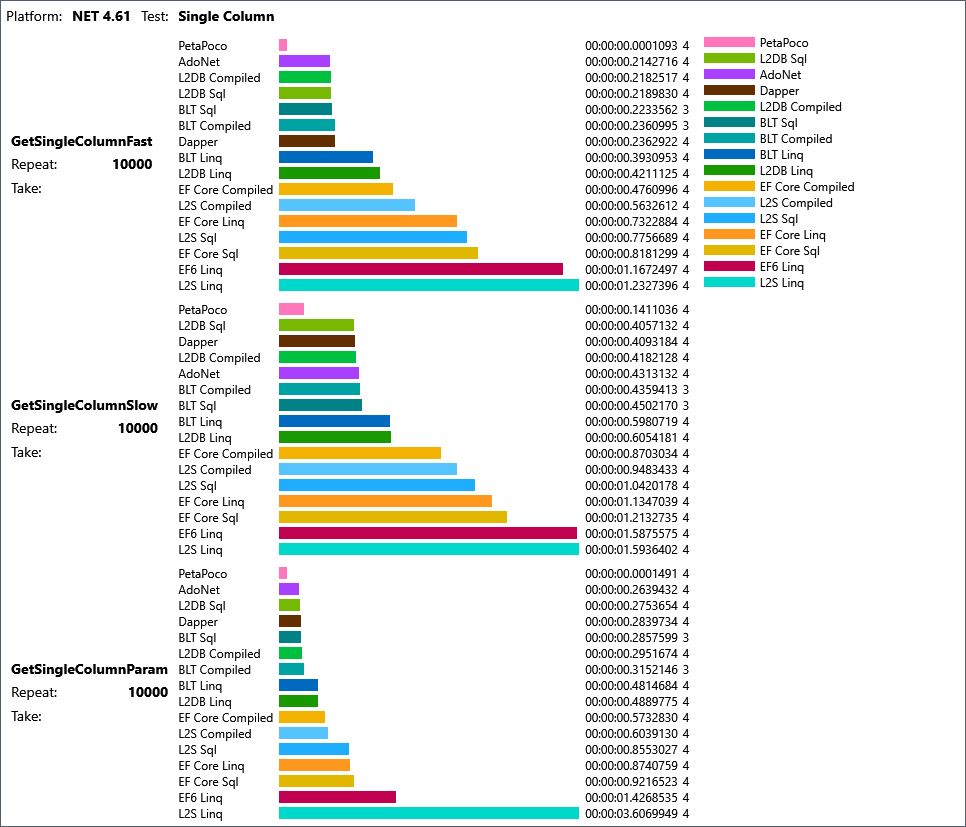 Platform: NET 4.61 Test: Single Column
GetSingleColumnFast
Repeat: 10000
Take:
PetaPoco 00:00:00.0001093 4
AdoNet 00:00:00.2142716 4
L2DB Compiled 00:00:00.2182517 4
L2DB Sql 00:00:00.2189830 4
BLT Sql 00:00:00.2233562 3
BLT Compiled 00:00:00.2360995 3
Dapper 00:00:00.2362922 4
BLT Linq 00:00:00.3930953 4
L2DB Linq 00:00:00.4211125 4
EF Core Compiled 00:00:00.4760996 4
L2S Compiled 00:00:00.5632612 4
EF Core Linq 00:00:00.7322884 4
L2S Sql 00:00:00.7756689 4
EF Core Sql 00:00:00.8181299 4
EF6 Linq 00:00:01.1672497 4
L2S Linq 00:00:01.2327396 4
GetSingleColumnSlow
Repeat: 10000
Take:
PetaPoco 00:00:00.1411036 4
L2DB Sql 00:00:00.4057132 4
Dapper 00:00:00.4093184 4
L2DB Compiled 00:00:00.4182128 4
AdoNet 00:00:00.4313132 4
BLT Compiled 00:00:00.4359413 3
BLT Sql 00:00:00.4502170 3
BLT Linq 00:00:00.5980719 4
L2DB Linq 00:00:00.6054181 4
EF Core Compiled 00:00:00.8703034 4
L2S Compiled 00:00:00.9483433 4
L2S Sql 00:00:01.0420178 4
EF Core Linq 00:00:01.1347039 4
EF Core Sql 00:00:01.2132735 4
EF6 Linq 00:00:01.5875575 4
L2S Linq 00:00:01.5936402 4
GetSingleColumnParam
Repeat: 10000
Take:
PetaPoco 00:00:00.0001491 4
AdoNet 00:00:00.2639432 4
L2DB Sql 00:00:00.2753654 4
Dapper 00:00:00.2839734 4
BLT Sql 00:00:00.2857599 3
L2DB Compiled 00:00:00.2951674 4
BLT Compiled 00:00:00.3152146 3
BLT Linq 00:00:00.4814684 4
L2DB Linq 00:00:00.4889775 4
EF Core Compiled 00:00:00.5732830 4
L2S Compiled 00:00:00.6039130 4
L2S Sql 00:00:00.8553027 4
EF Core Linq 00:00:00.8740759 4
EF Core Sql 00:00:00.9216523 4
EF6 Linq 00:00:01.4268535 4
L2S Linq 00:00:03.6069949 4
PetaPoco
L2DB Sql
AdoNet
Dapper
L2DB Compiled
BLT Sql
BLT Compiled
BLT Linq
L2DB Linq
EF Core Compiled
L2S Compiled
L2S Sql
EF Core Linq
EF Core Sql
EF6 Linq
L2S Linq